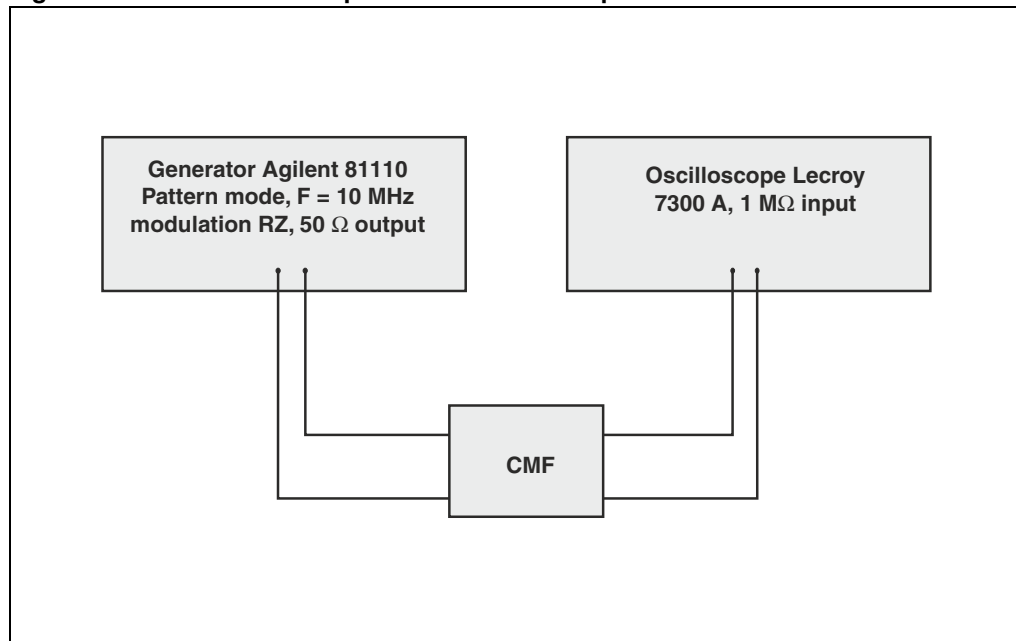 Generator Agilent 81110
Pattern mode, F = 10 MHz
modulation RZ, 50 Ω output
Oscilloscope Lecroy
7300 A, 1 MΩ input
CMF